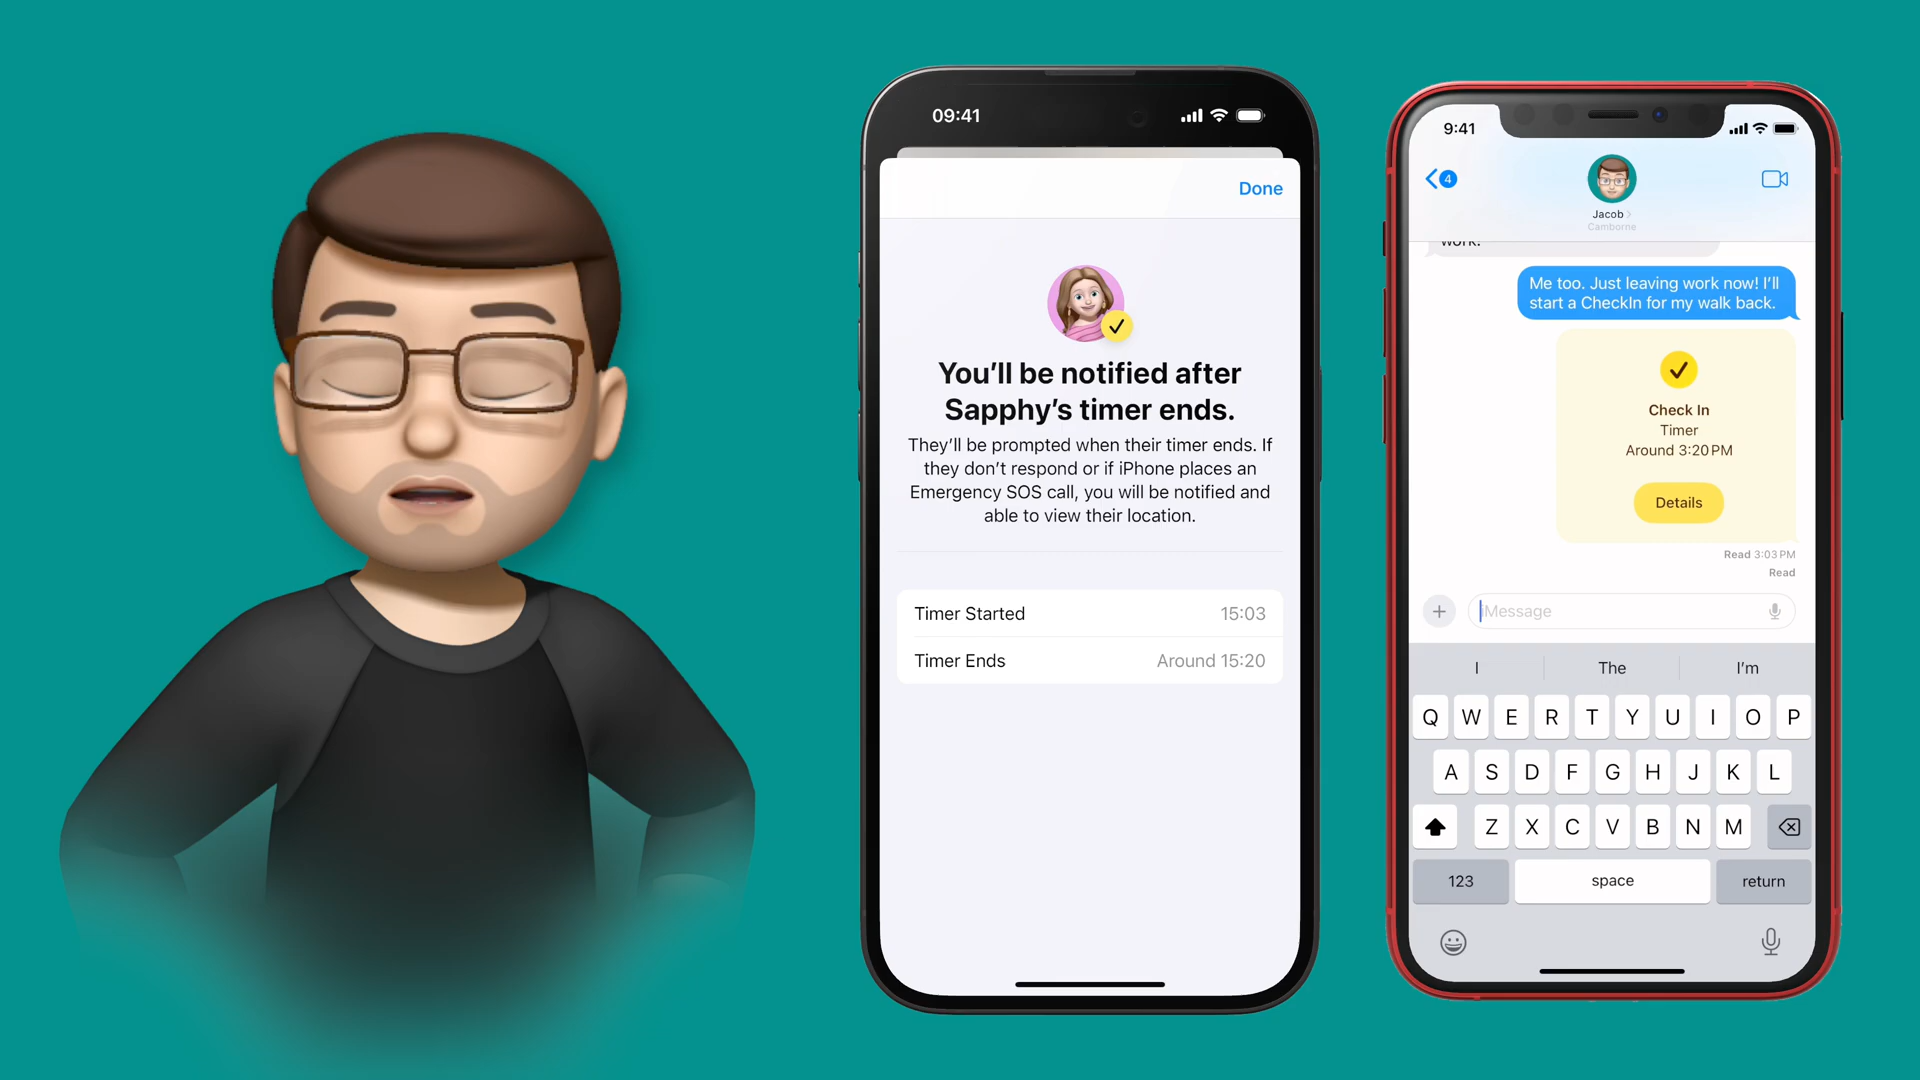 09:41
Done
You'll be notified after
Sapphy's timer ends.
They'll be prompted when their timer ends. If
they don't respond or if iPhone places an
Emergency SOS call, you will be notified and
able to view their location.
Timer Started 15:03
Timer Ends Around 15:20
9:41
4
Jacob
Camborne
work.
Me too. Just leaving work now! I'll
start a CheckIn for my walk back.
Check In
Timer
Around 3:20 PM
Details
Read 3:03 PM
Read
iMessage
I The I'm
Q W E R T Y U I O P
A S D F G H J K L
Z X C V B N M
123 space return